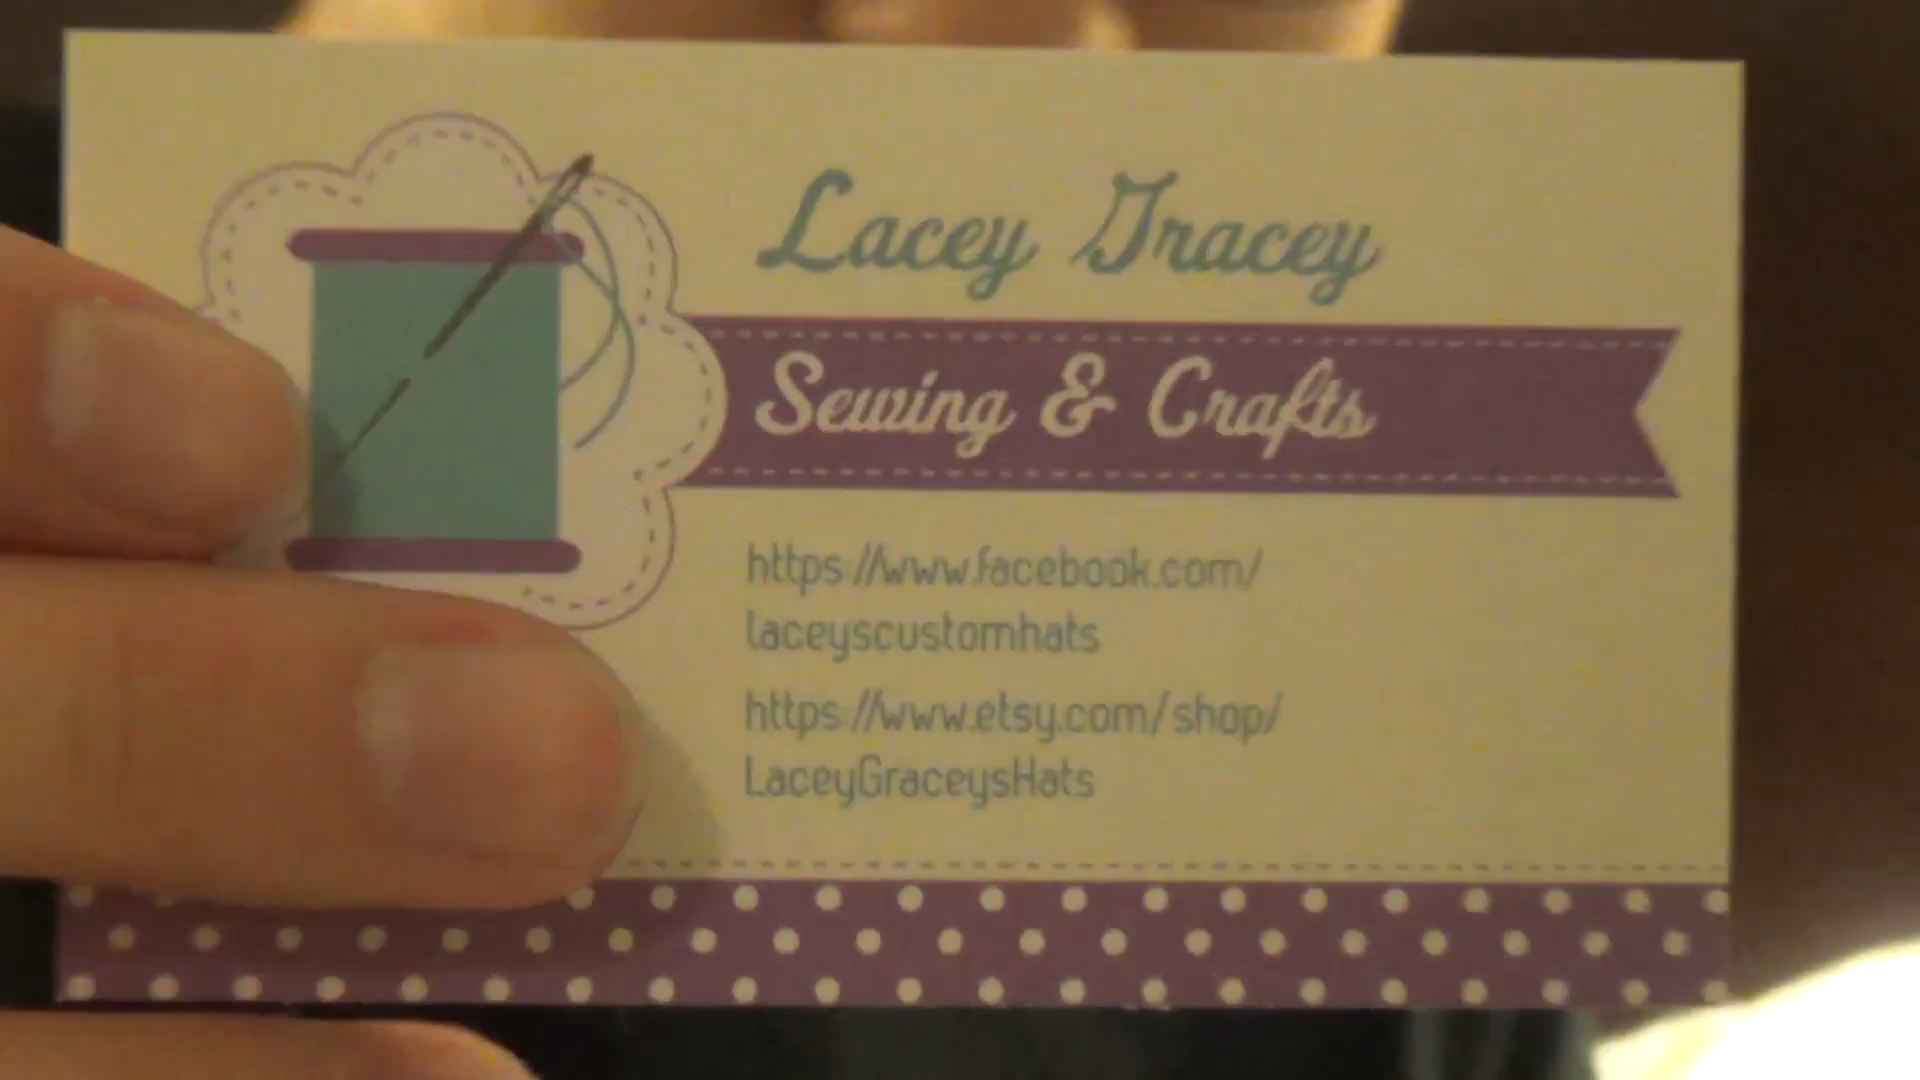 Lacey Gracey
Sewing & Crafts
https://www.facebook.com/
laceyscustomhats
https://www.etsy.com/shop/
LaceyGraceysHats